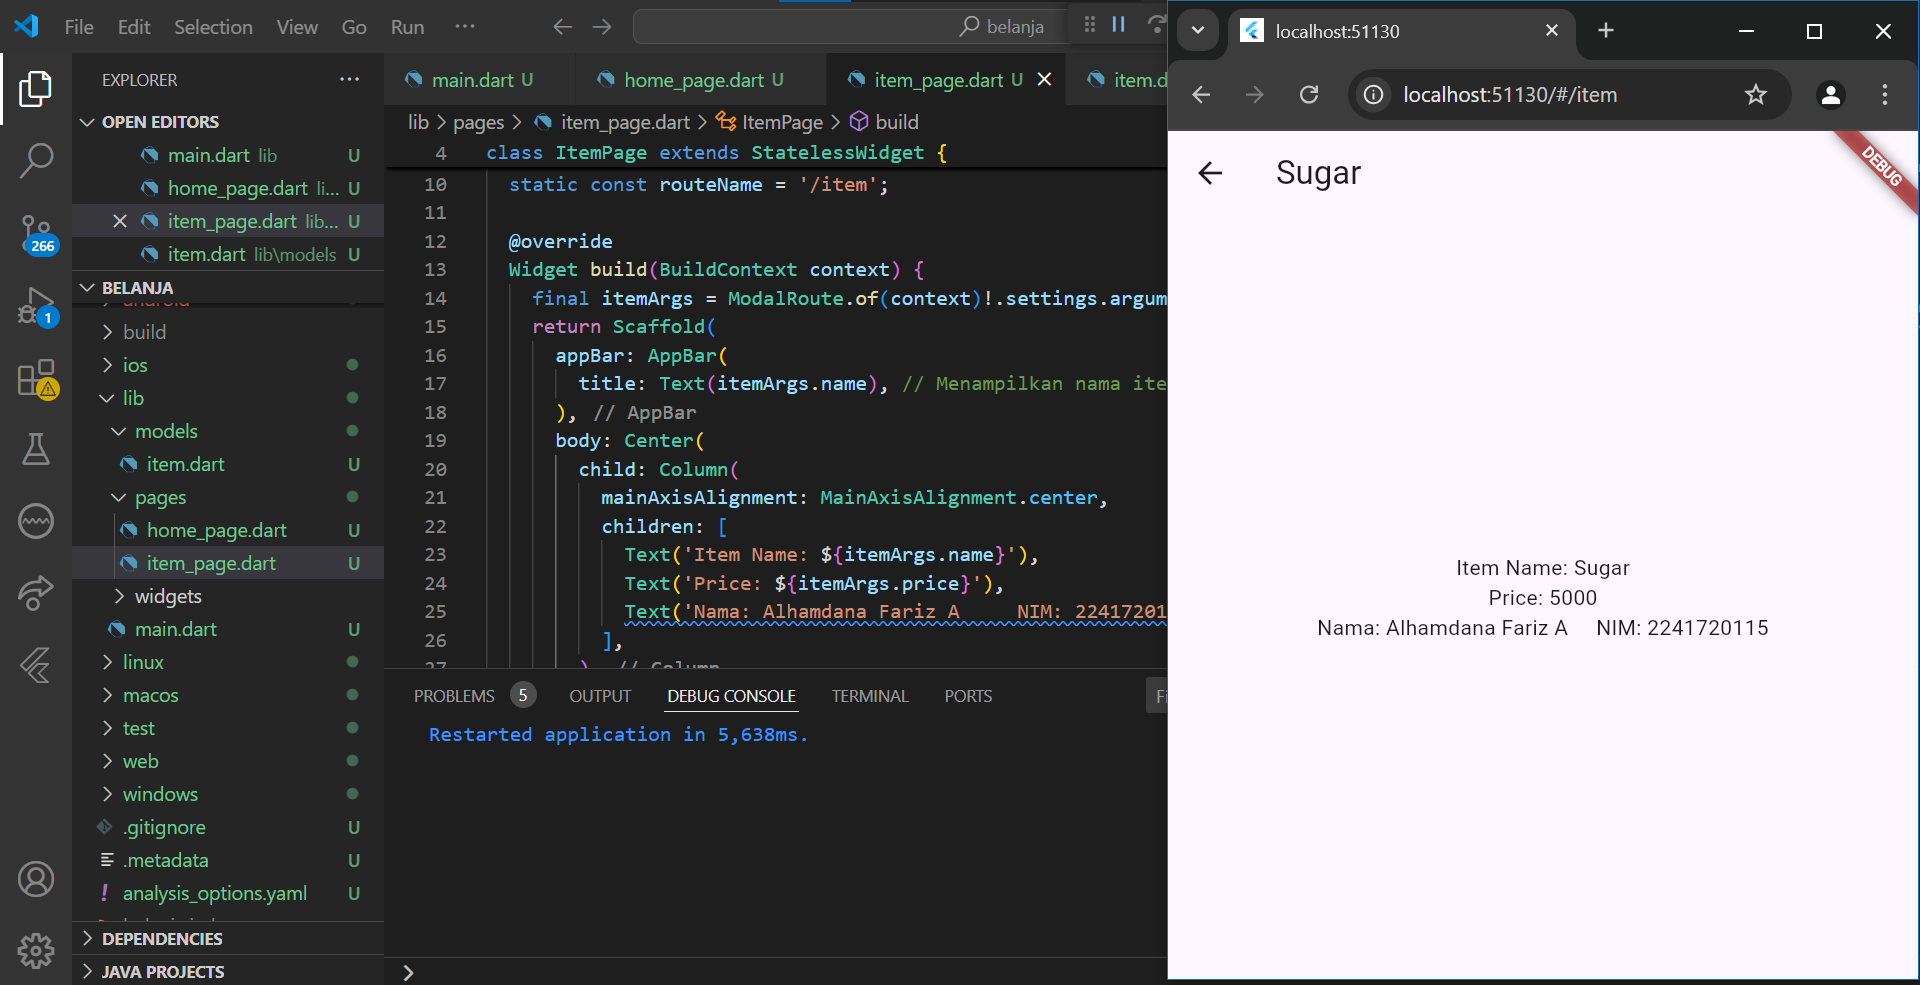 File Edit Selection View Go Run ···
belanja
EXPLORER ···
OPEN EDITORS
main.dart lib U
home_page.dart li... U
item_page.dart lib... U
item.dart lib\models U
BELANJA
build
ios
lib
models
item.dart U
pages
home_page.dart U
item_page.dart U
widgets
main.dart U
linux
macos
test
web
windows
.gitignore U
.metadata U
analysis_options.yaml U
DEPENDENCIES
JAVA PROJECTS
266
1
main.dart U
home_page.dart U
item_page.dart U
item.d
lib > pages > item_page.dart > ItemPage > build
4 class ItemPage extends StatelessWidget {
10 static const routeName = '/item';
11
12 @override
13 Widget build(BuildContext context) {
14 final itemArgs = ModalRoute.of(context)!.settings.argum
15 return Scaffold(
16 appBar: AppBar(
17 title: Text(itemArgs.name), // Menampilkan nama ite
18 ), // AppBar
19 body: Center(
20 child: Column(
21 mainAxisAlignment: MainAxisAlignment.center,
22 children: [
23 Text('Item Name: ${itemArgs.name}'),
24 Text('Price: ${itemArgs.price}'),
25 Text('Nama: Alhamdana Fariz A     NIM: 22417201
26 ],
27 ), // Column
PROBLEMS 5 OUTPUT DEBUG CONSOLE TERMINAL PORTS Fi
Restarted application in 5,638ms.
localhost:51130
localhost:51130/#/item
Sugar
DEBUG
Item Name: Sugar
Price: 5000
Nama: Alhamdana Fariz A     NIM: 2241720115